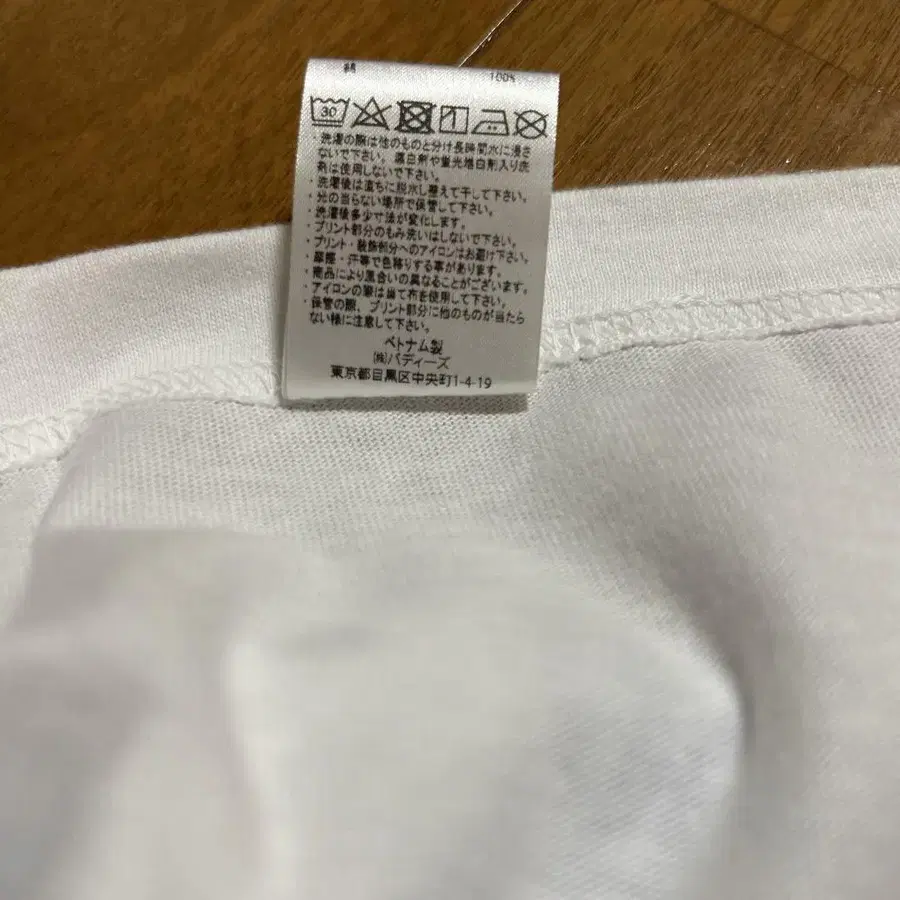 綿 100%
30
・洗濯の際は他のものと分け長時間水に浸さ
ないで下さい。蛍白剤や蛍光増白剤入り洗
剤は使用しないで下さい。
・洗濯後は直ちに脱水し整えて干して下さい。
・光の当らない場所で保管して下さい。
・洗濯後多少寸法が変化します。
・プリント部分のもみ洗いはしないで下さい。
・プリント・装飾部分へのアイロンはお避け下さい。
・摩擦・汗等で色移りする事があります。
・商品により風合いの異なることがございます。
・アイロンの際は当て布を使用して下さい。
・保管の際、プリント部分に他のものが当たら
ない様に注意して下さい。
ベトナム製
㈱バディーズ
東京都目黒区中央町1-4-19